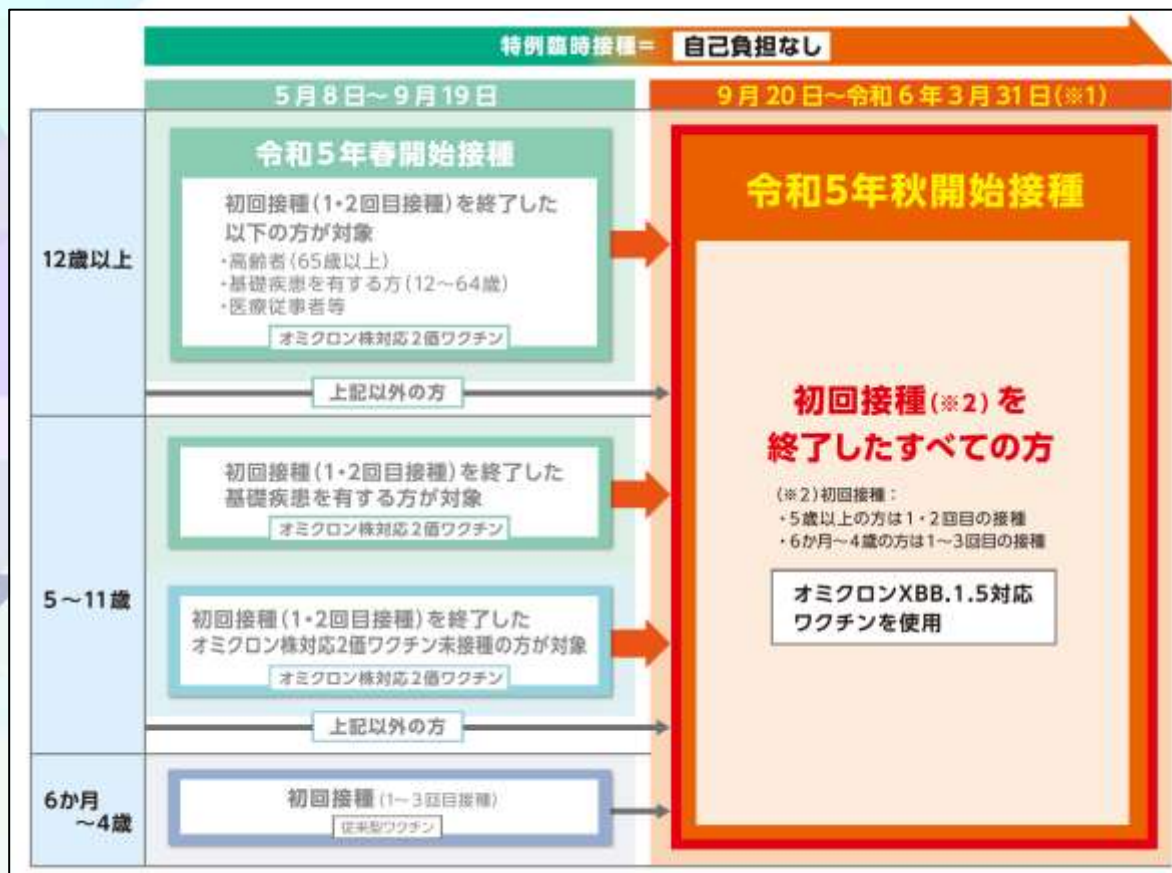 特例臨時接種＝ 自己負担なし
5月8日～9月19日
9月20日～令和6年3月31日(※1)
12歳以上
令和5年春開始接種
初回接種(1・2回目接種)を終了した
以下の方が対象
・高齢者(65歳以上)
・基礎疾患を有する方(12～64歳)
・医療従事者等
オミクロン株対応2価ワクチン
上記以外の方
5～11歳
初回接種(1・2回目接種)を終了した
基礎疾患を有する方が対象
オミクロン株対応2価ワクチン
初回接種(1・2回目接種)を終了した
オミクロン株対応2価ワクチン未接種の方が対象
オミクロン株対応2価ワクチン
上記以外の方
6か月
～4歳
初回接種(1～3回目接種)
従来型ワクチン
令和5年秋開始接種
初回接種(※2)を
終了したすべての方
(※2)初回接種：
・5歳以上の方は1・2回目の接種
・6か月～4歳の方は1～3回目の接種
オミクロンXBB.1.5対応
ワクチンを使用